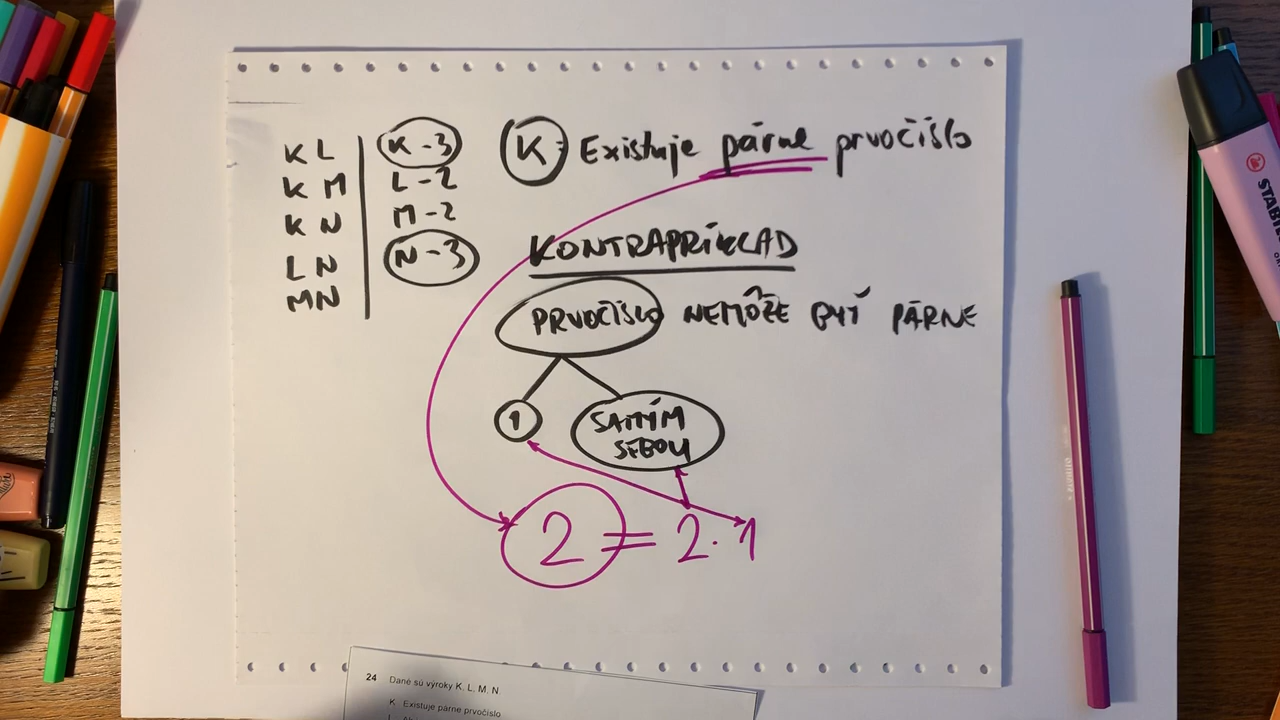 K L
K M
K N
L N
M N
K - 3
L - 2
M - 2
N - 3
K: Existuje párne prvočíslo
KONTRAPRÍKLAD
PRVOČÍSLO NEMÔŽE BYŤ PÁRNE
1
SAMÝM
SEBOU
2 = 2 · 1
24 Dané sú výroky K, L, M, N.
K Existuje párne prvočíslo
STABILO